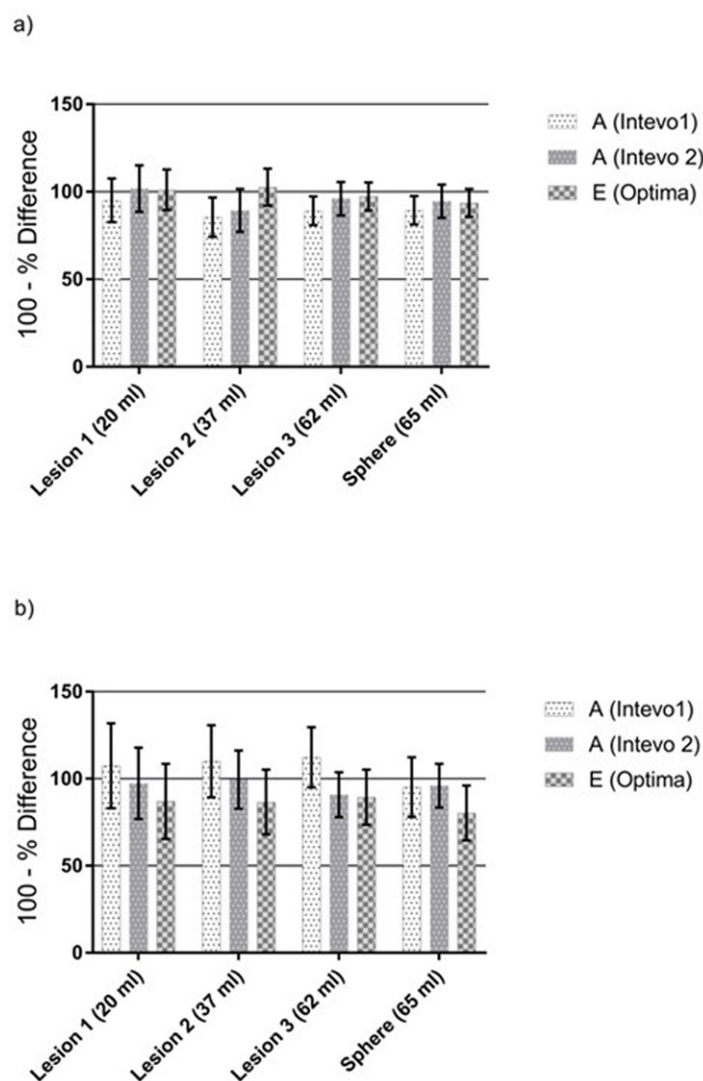 a)
150
100
50
0
100 - % Difference
A (Intevo1)
A (Intevo 2)
E (Optima)
Lesion 1 (20 ml)
Lesion 2 (37 ml)
Lesion 3 (62 ml)
Sphere (65 ml)
b)
150
100
50
0
100 - % Difference
A (Intevo1)
A (Intevo 2)
E (Optima)
Lesion 1 (20 ml)
Lesion 2 (37 ml)
Lesion 3 (62 ml)
Sphere (65 ml)